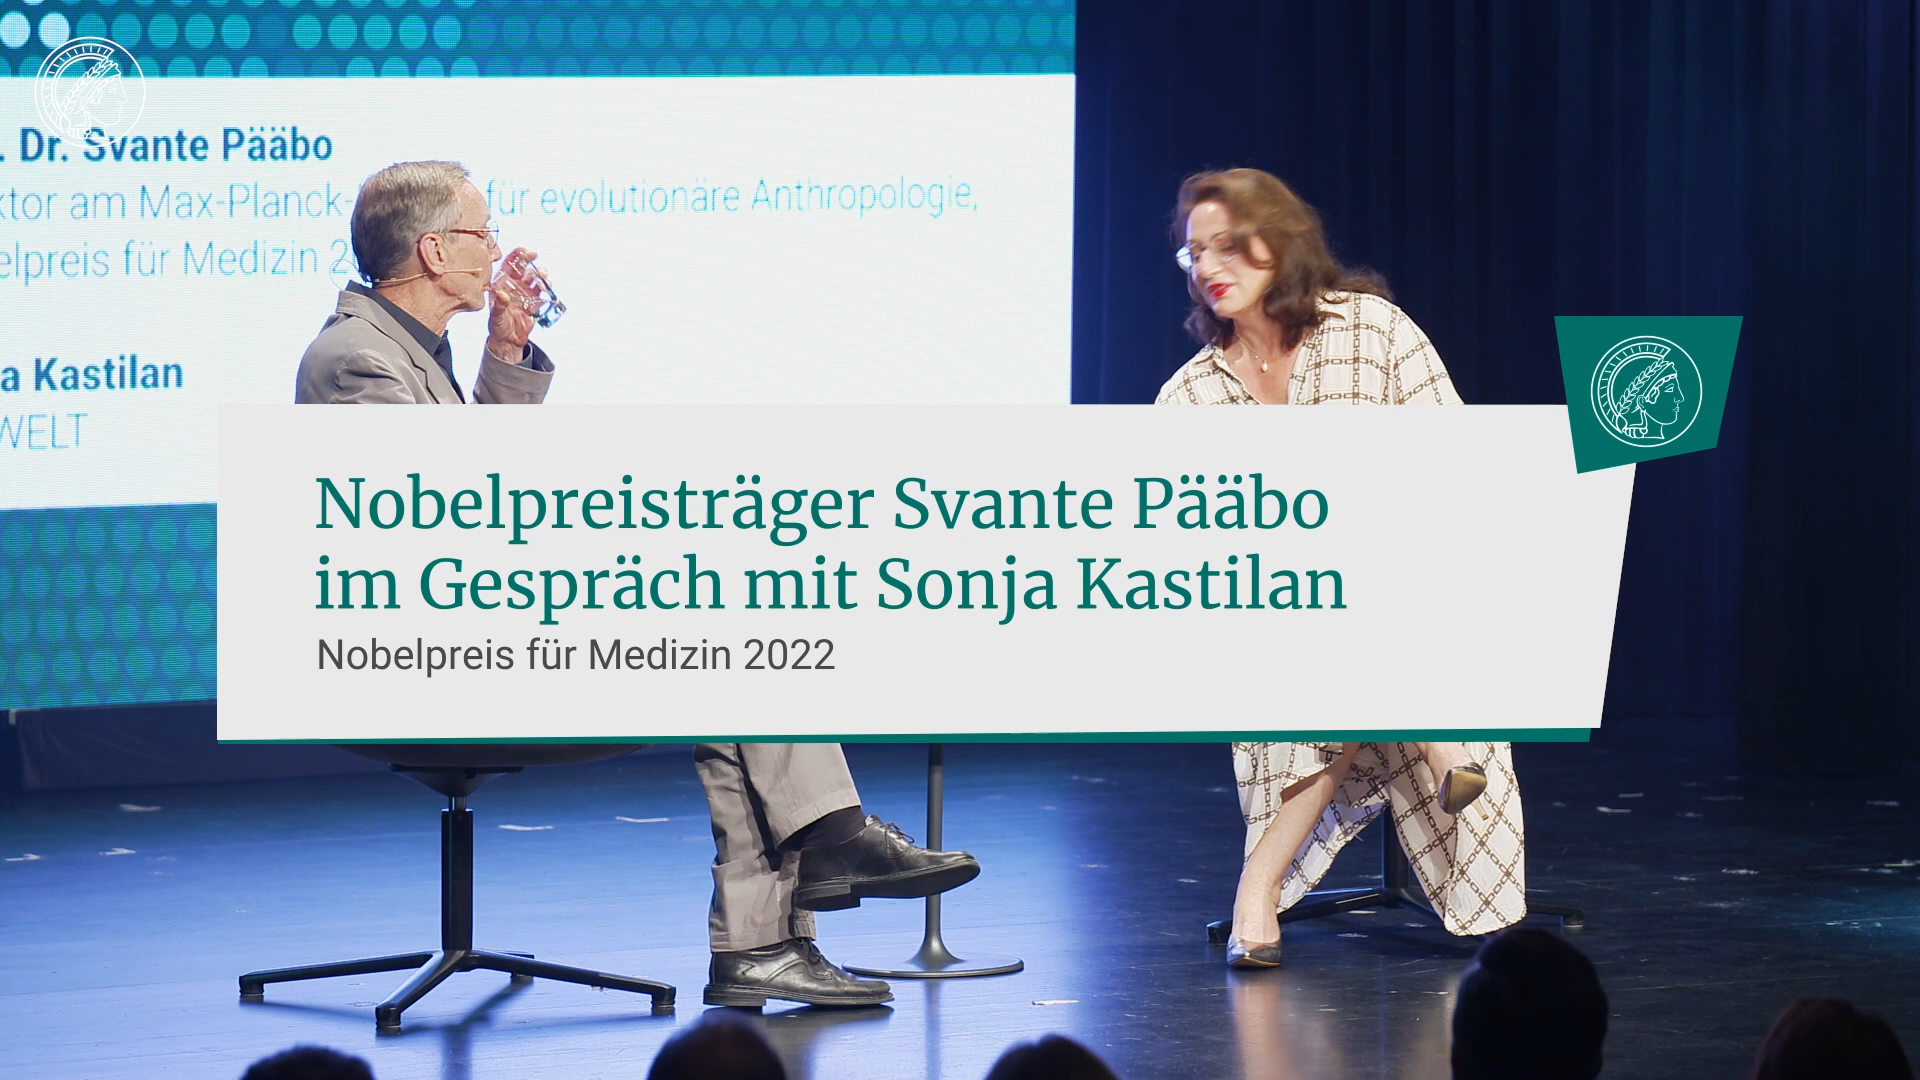 . Dr. Svante Pääbo
ktor am Max-Planck- für evolutionäre Anthropologie,
elpreis für Medizin 2
a Kastilan
WELT
Nobelpreisträger Svante Pääbo
im Gespräch mit Sonja Kastilan
Nobelpreis für Medizin 2022